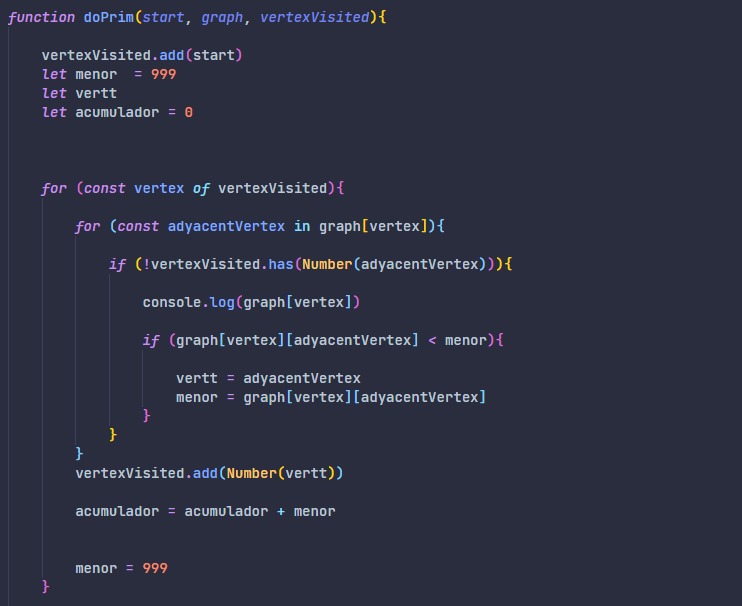 function doPrim(start, graph, vertexVisited){
vertexVisited.add(start)
let menor  = 999
let vertt
let acumulador = 0
for (const vertex of vertexVisited){
for (const adyacentVertex in graph[vertex]){
if (!vertexVisited.has(Number(adyacentVertex))){
console.log(graph[vertex])
if (graph[vertex][adyacentVertex] < menor){
vertt = adyacentVertex
menor = graph[vertex][adyacentVertex]
}
}
}
vertexVisited.add(Number(vertt))
acumulador = acumulador + menor
menor = 999
}